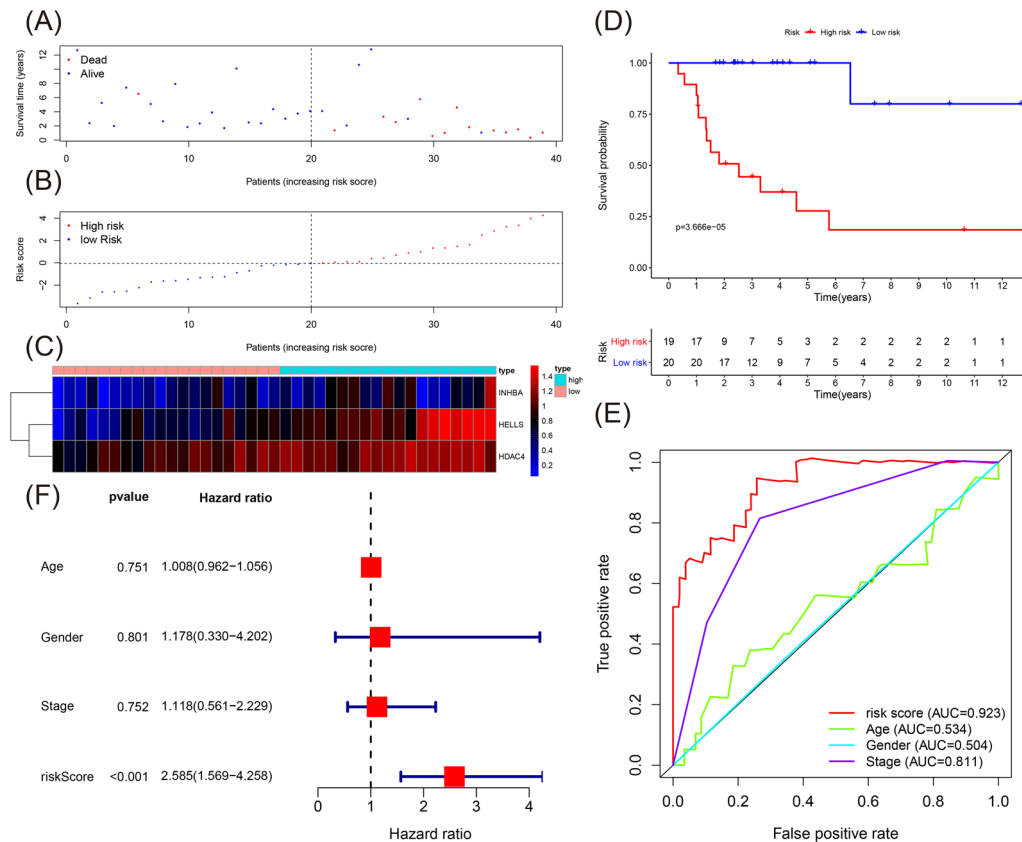 (A)
Survival time (years)
12
8
6
4
2
0
Dead
Alive
0
10
20
30
40
Patients (increasing risk socre)
(B)
Risk score
4
2
0
−2
High risk
low Risk
0
10
20
30
40
Patients (increasing risk socre)
(C)
type
INHBA
HELLS
HDAC4
1.4
1.2
1
0.8
0.6
0.4
0.2
type
high
low
(D)
Risk High risk Low risk
Survival probability
1.00
0.75
0.50
0.25
0.00
p=3.666e−05
0 1 2 3 4 5 6 7 8 9 10 11 12
Time(years)
Risk
High risk 19 17 9 7 5 3 2 2 2 2 2 1 1
Low risk 20 20 17 12 9 7 5 4 2 2 2 1 1
0 1 2 3 4 5 6 7 8 9 10 11 12
Time(years)
(E)
True positive rate
1.0
0.8
0.6
0.4
0.2
0.0
risk score (AUC=0.923)
Age (AUC=0.534)
Gender (AUC=0.504)
Stage (AUC=0.811)
0.0 0.2 0.4 0.6 0.8 1.0
False positive rate
(F)
pvalue Hazard ratio
Age 0.751 1.008(0.962−1.056)
Gender 0.801 1.178(0.330−4.202)
Stage 0.752 1.118(0.561−2.229)
riskScore <0.001 2.585(1.569−4.258)
0 1 2 3 4
Hazard ratio